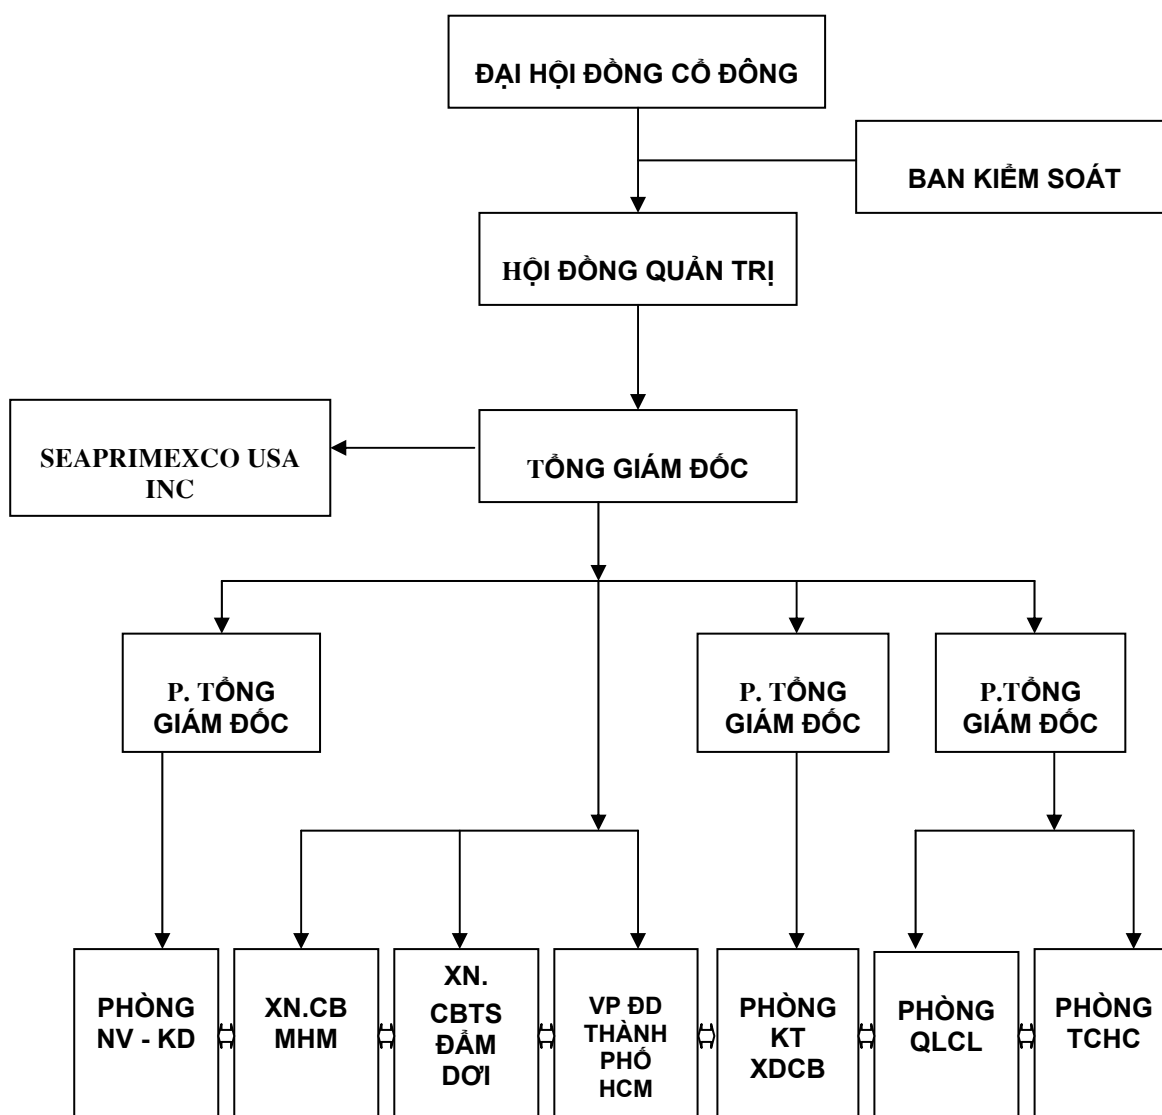 ĐẠI HỘI ĐỒNG CỔ ĐÔNG
BAN KIỂM SOÁT
HỘI ĐỒNG QUẢN TRỊ
SEAPRIMEXCO USA
INC
TỔNG GIÁM ĐỐC
P. TỔNG
GIÁM ĐỐC
P. TỔNG
GIÁM ĐỐC
P.TỔNG
GIÁM ĐỐC
PHÒNG
NV - KD
XN.CB
MHM
XN.
CBTS
ĐẨM
DƠI
VP ĐD
THÀNH
PHỐ
HCM
PHÒNG
KT
XDCB
PHÒNG
QLCL
PHÒNG
TCHC